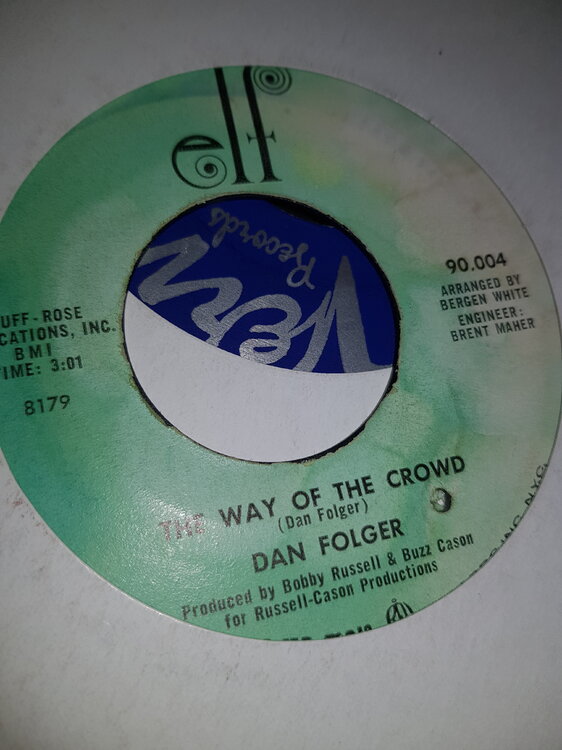 elf
Records
90.004
ARRANGED BY
BERGEN WHITE
ENGINEER:
BRENT MAHER
UFF-ROSE
CATIONS, INC.
BMI
IME: 3:01
8179
THE WAY OF THE CROWD
(Dan Folger)
DAN FOLGER
Produced by Bobby Russell & Buzz Cason
for Russell-Cason Productions